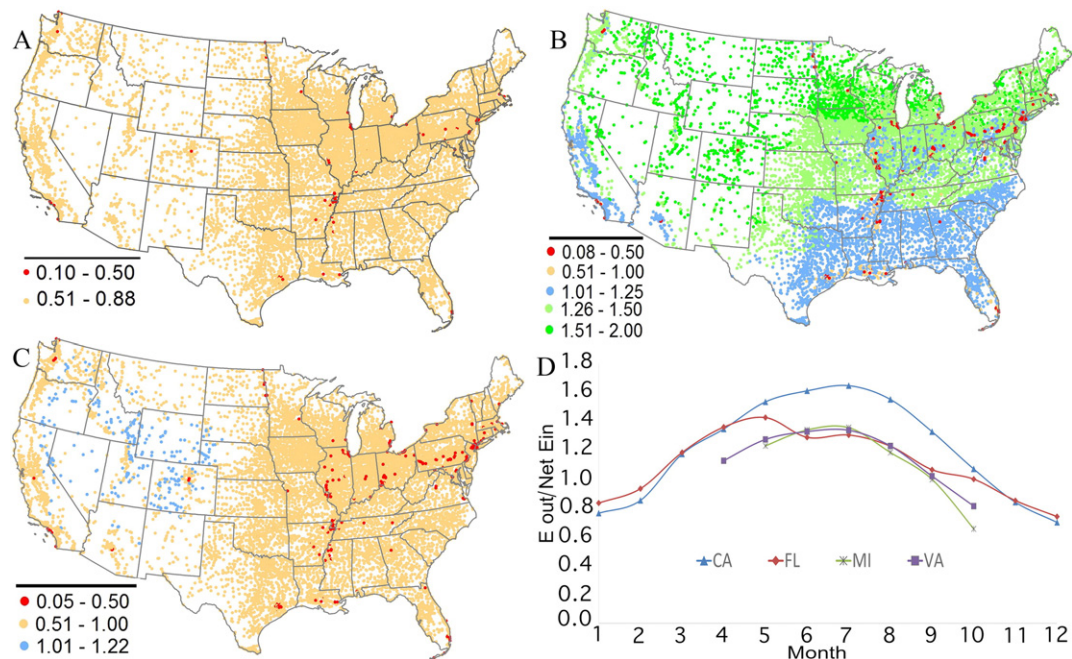 A
0.10 - 0.50
0.51 - 0.88
B
0.08 - 0.50
0.51 - 1.00
1.01 - 1.25
1.26 - 1.50
1.51 - 2.00
C
0.05 - 0.50
0.51 - 1.00
1.01 - 1.22
D
1.8
1.6
1.4
1.2
1.0
0.8
0.6
0.4
0.2
0.0
E out/Net Ein
CA FL MI VA
1 2 3 4 5 6 7 8 9 10 11 12
Month